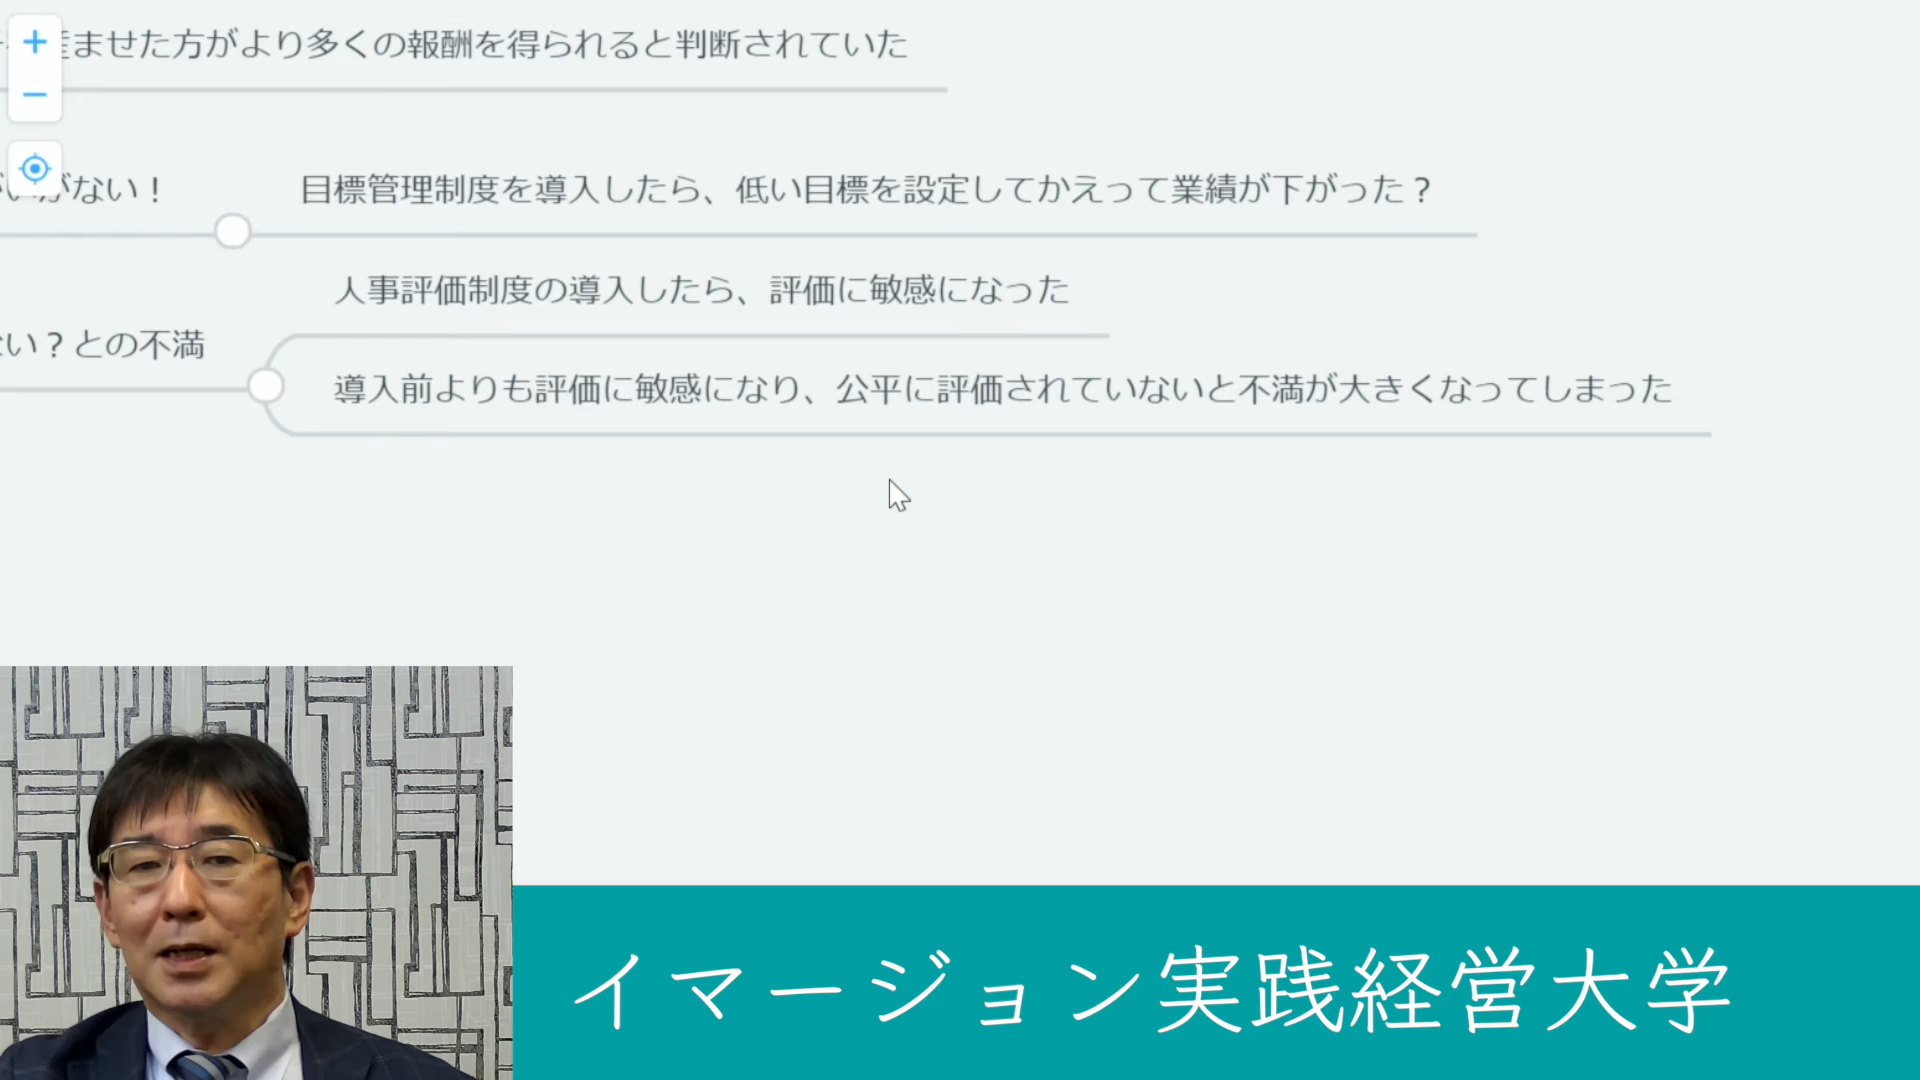 ませた方がより多くの報酬を得られると判断されていた
がない！
目標管理制度を導入したら、低い目標を設定してかえって業績が下がった？
人事評価制度の導入したら、評価に敏感になった
い？との不満
導入前よりも評価に敏感になり、公平に評価されていないと不満が大きくなってしまった
イマージョン実践経営大学